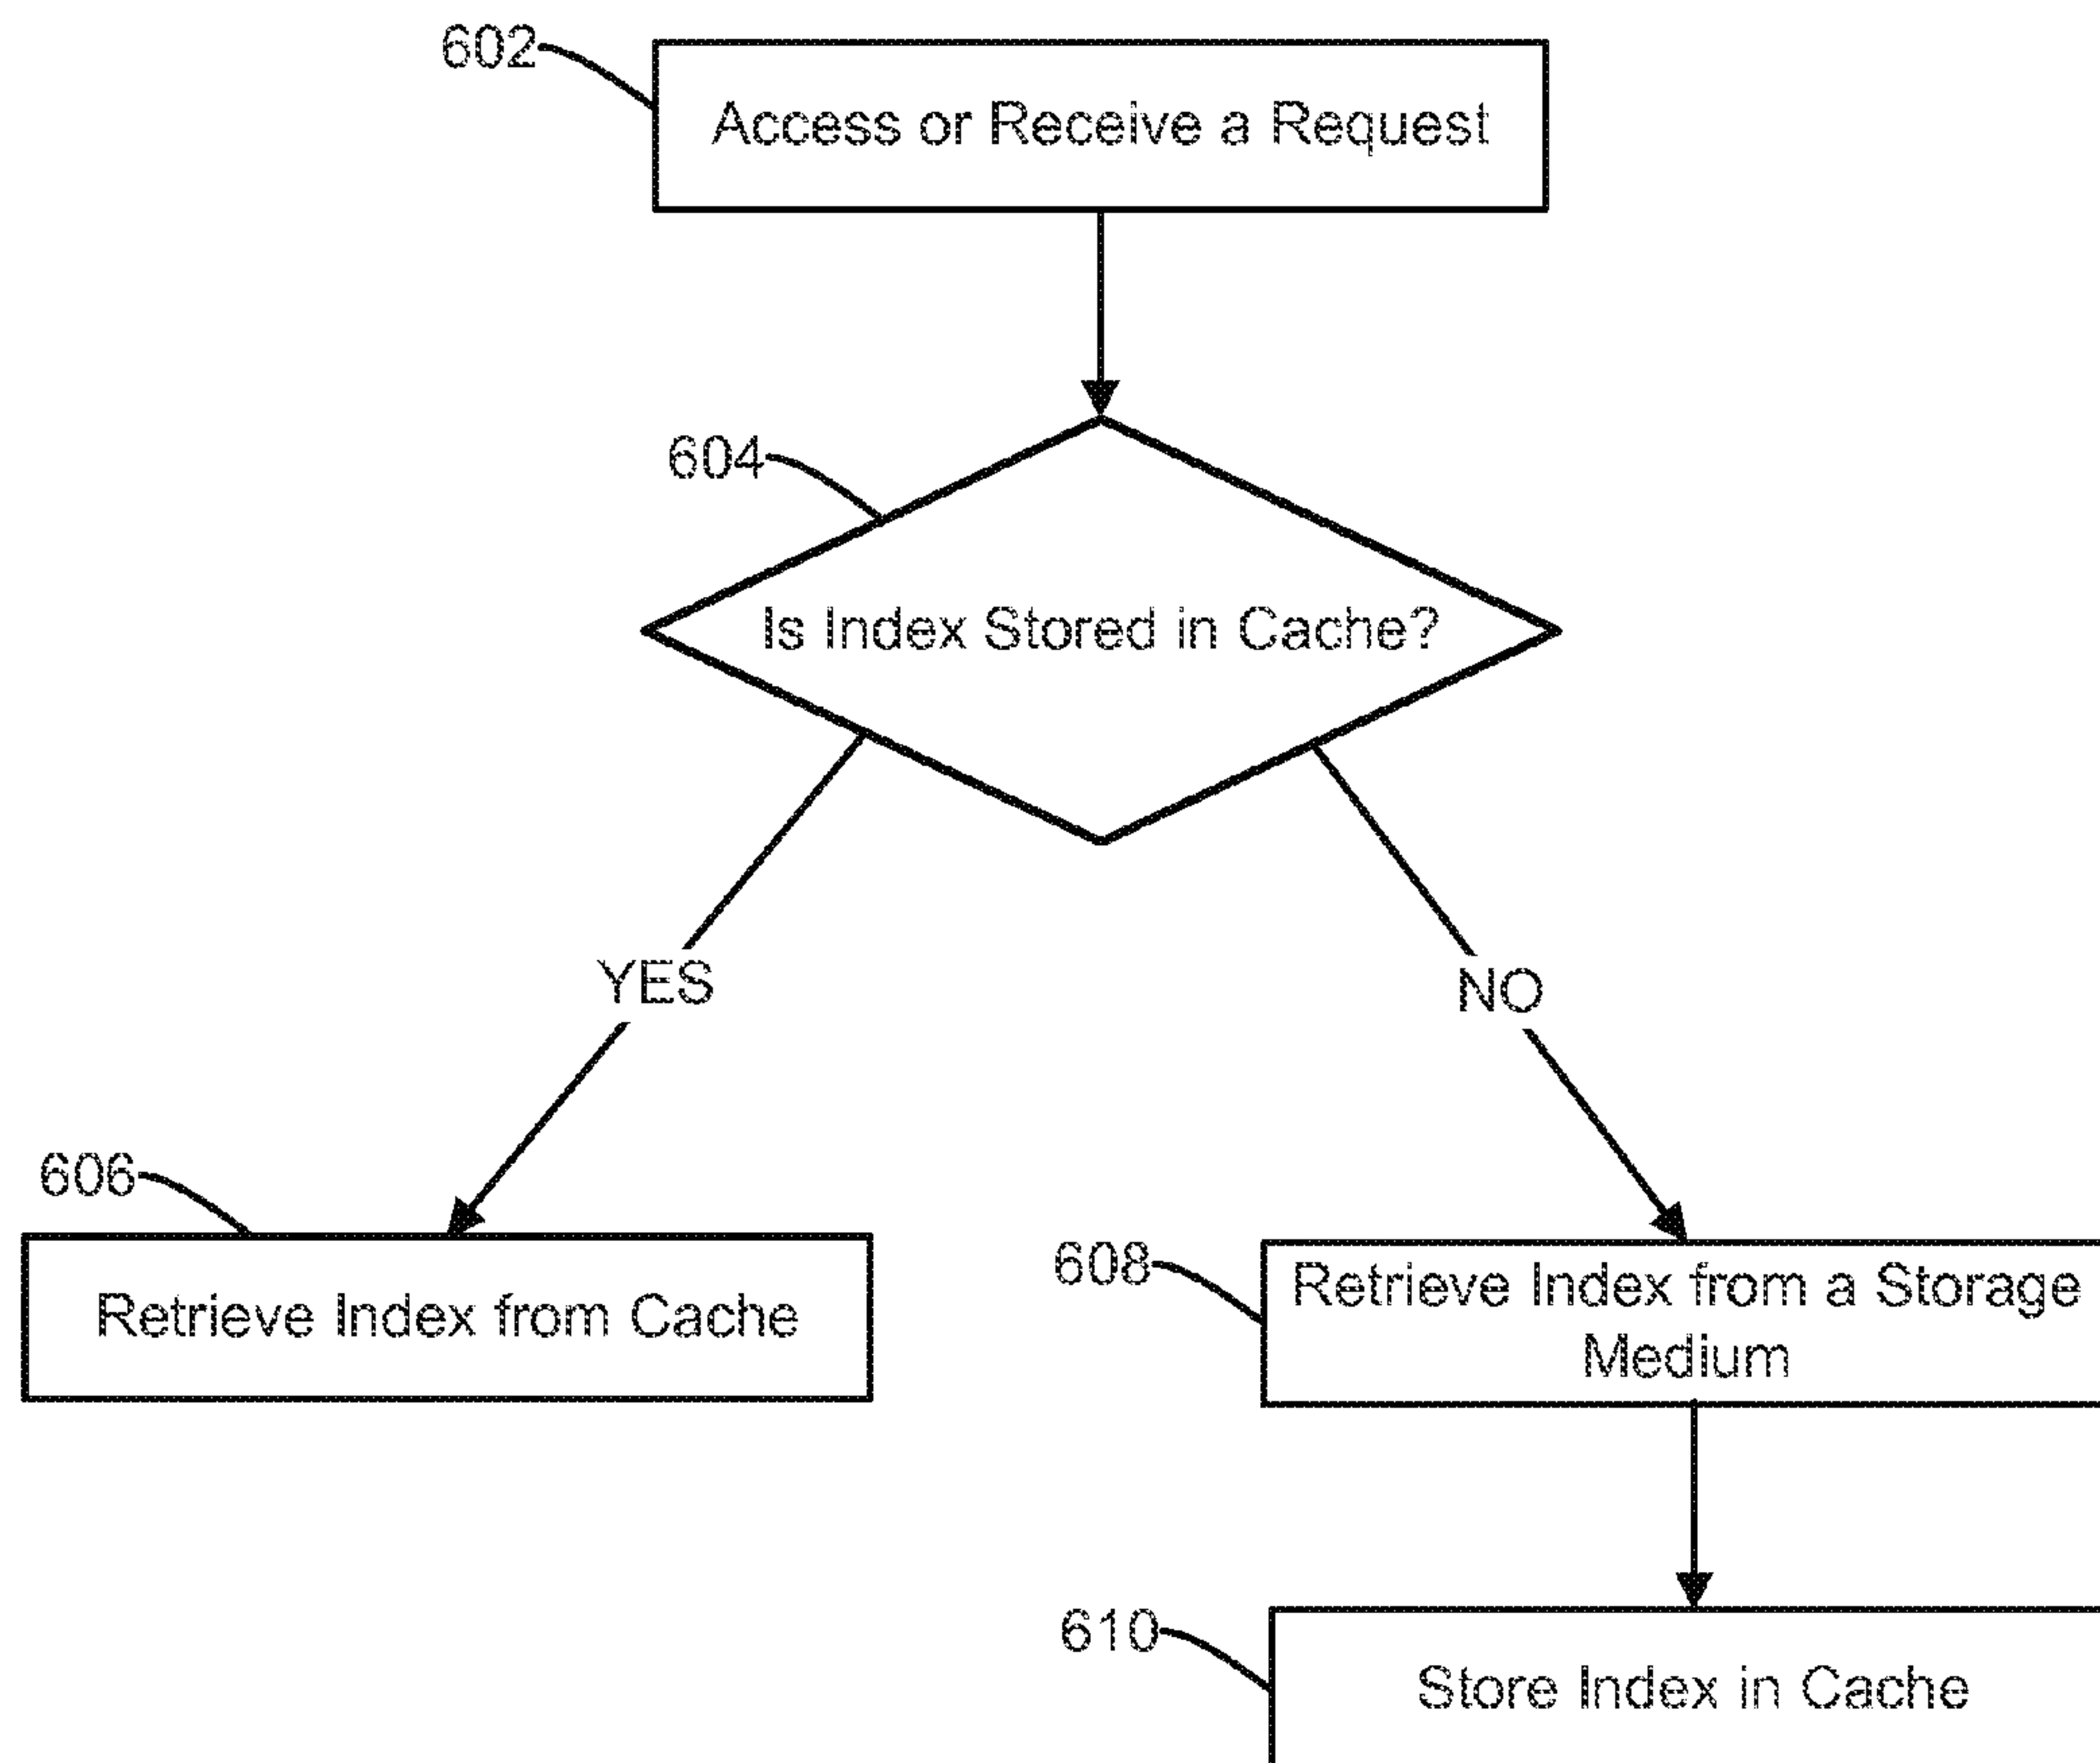 602
Access or Receive a Request
604
Is Index Stored in Cache?
YES
NO
606
Retrieve Index from Cache
608
Retrieve Index from a Storage
Medium
610
Store Index in Cache